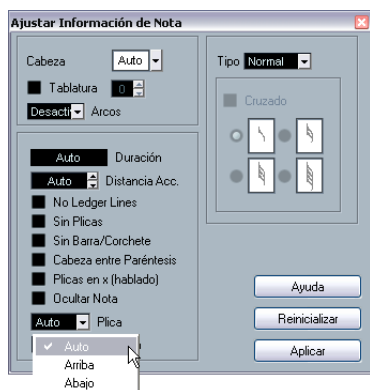 Ajustar Información de Nota
Cabeza Auto
Tablatura 0
Desacti Arcos
Auto Duración
Auto Distancia Acc.
No Ledger Lines
Sin Plicas
Sin Barra/Corchete
Cabeza entre Paréntesis
Plicas en x (hablado)
Ocultar Nota
Auto Plica
Auto
Arriba
Abajo
Tipo Normal
Cruzado
Ayuda
Reinicializar
Aplicar